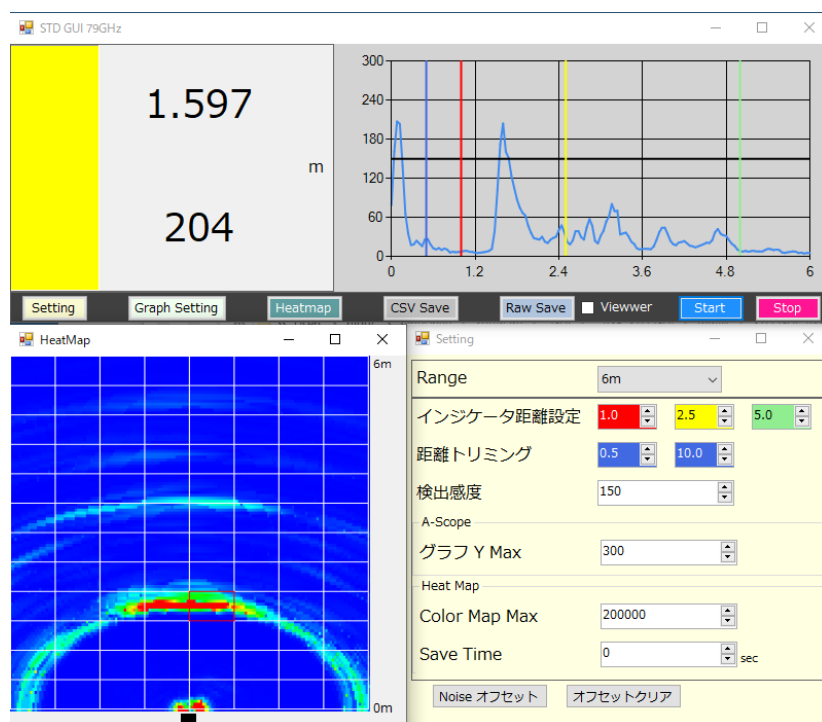 STD GUI 79GHz
1.597
m
204
300
240
180
120
60
0
0 1.2 2.4 3.6 4.8 6
Setting Graph Setting Heatmap CSV Save Raw Save Viewwer Start Stop
HeatMap
6m
0m
Setting
Range 6m
インジケータ距離設定 1.0 2.5 5.0
距離トリミング 0.5 10.0
検出感度 150
A-Scope
グラフ Y Max 300
Heat Map
Color Map Max 200000
Save Time 0 sec
Noise オフセット オフセットクリア